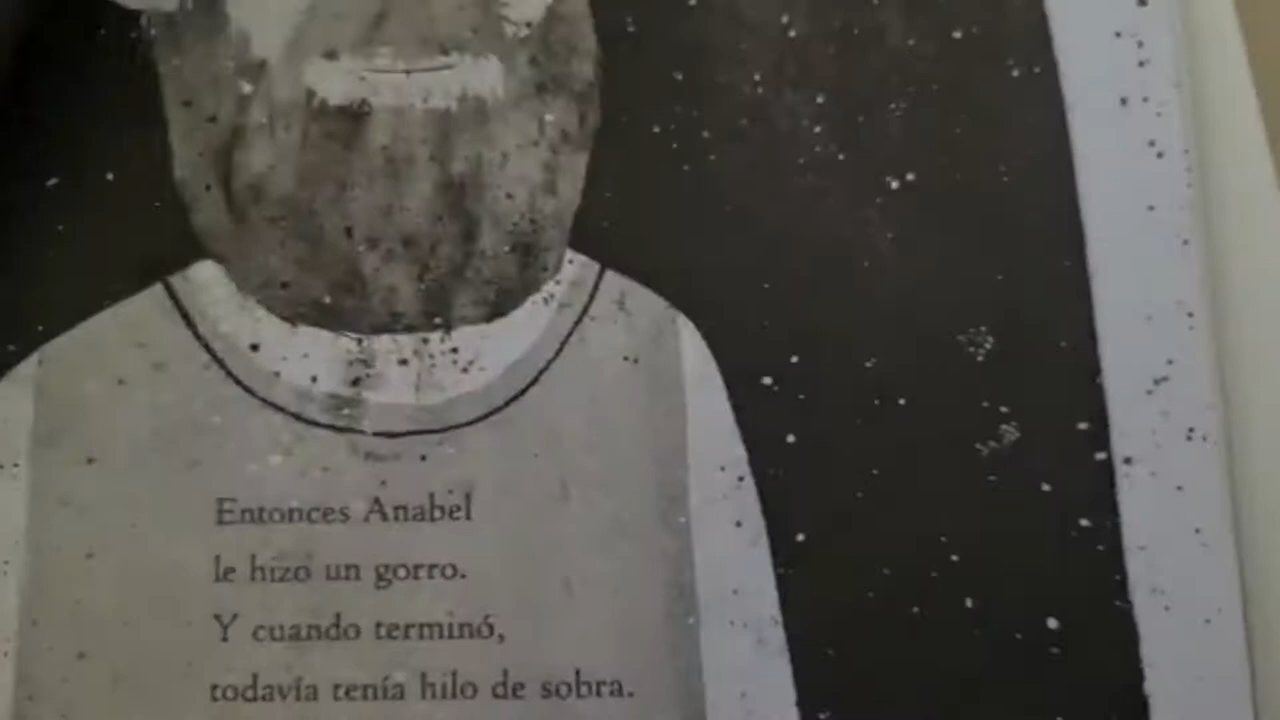 Entonces Anabel
le hizo un gorro.
Y cuando terminó,
todavía tenía hilo de sobra.